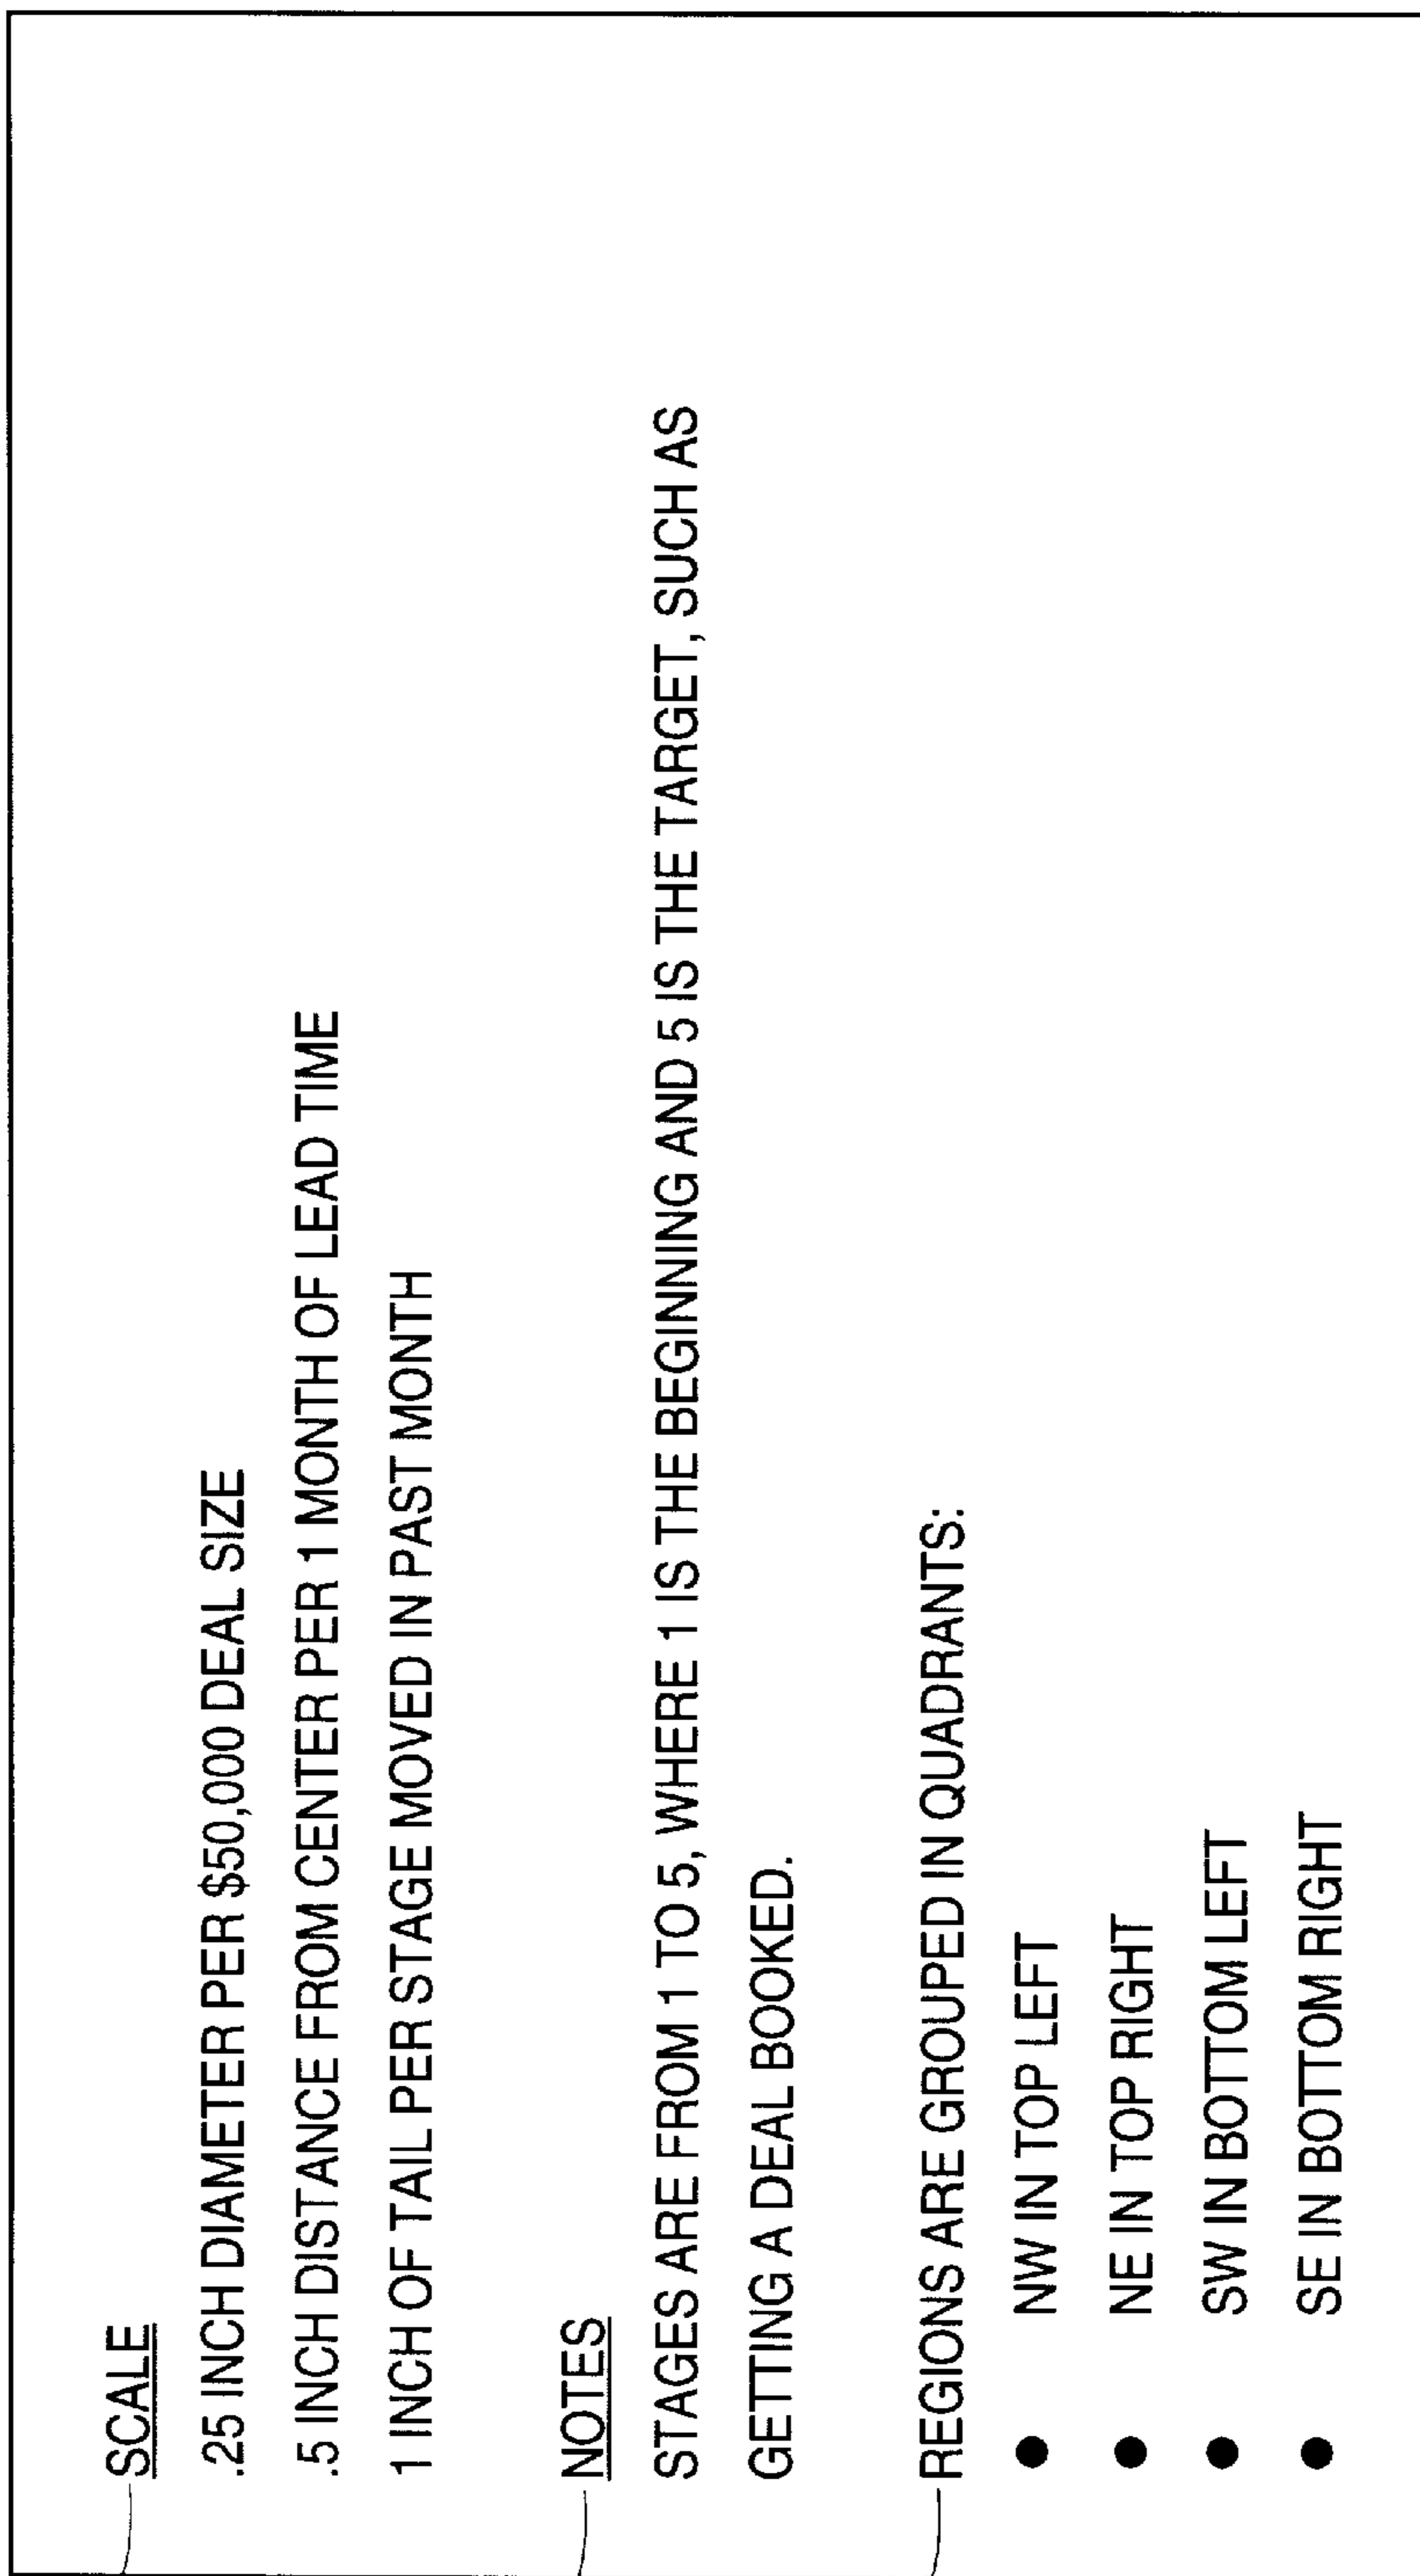 SCALE
.25 INCH DIAMETER PER $50,000 DEAL SIZE
.5 INCH DISTANCE FROM CENTER PER 1 MONTH OF LEAD TIME
1 INCH OF TAIL PER STAGE MOVED IN PAST MONTH
NOTES
STAGES ARE FROM 1 TO 5, WHERE 1 IS THE BEGINNING AND 5 IS THE TARGET, SUCH AS
GETTING A DEAL BOOKED.
REGIONS ARE GROUPED IN QUADRANTS:
● NW IN TOP LEFT
● NE IN TOP RIGHT
● SW IN BOTTOM LEFT
● SE IN BOTTOM RIGHT